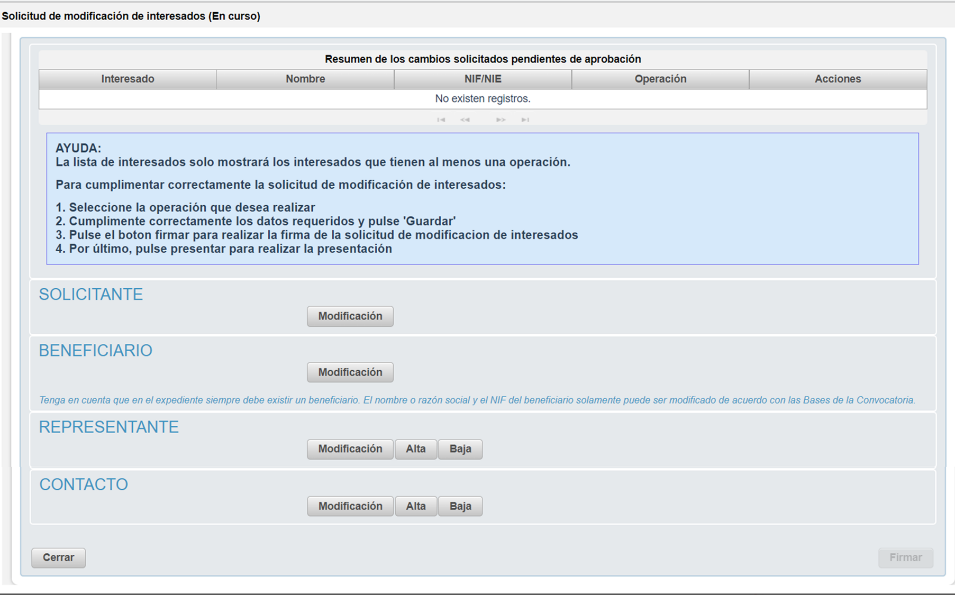 Solicitud de modificación de interesados (En curso)
Resumen de los cambios solicitados pendientes de aprobación
Interesado Nombre NIF/NIE Operación Acciones
No existen registros.
AYUDA:
La lista de interesados solo mostrará los interesados que tienen al menos una operación.
Para cumplimentar correctamente la solicitud de modificación de interesados:
1. Seleccione la operación que desea realizar
2. Cumplimente correctamente los datos requeridos y pulse 'Guardar'
3. Pulse el boton firmar para realizar la firma de la solicitud de modificacion de interesados
4. Por último, pulse presentar para realizar la presentación
SOLICITANTE
Modificación
BENEFICIARIO
Modificación
Tenga en cuenta que en el expediente siempre debe existir un beneficiario. El nombre o razón social y el NIF del beneficiario solamente puede ser modificado de acuerdo con las Bases de la Convocatoria.
REPRESENTANTE
Modificación Alta Baja
CONTACTO
Modificación Alta Baja
Cerrar Firmar